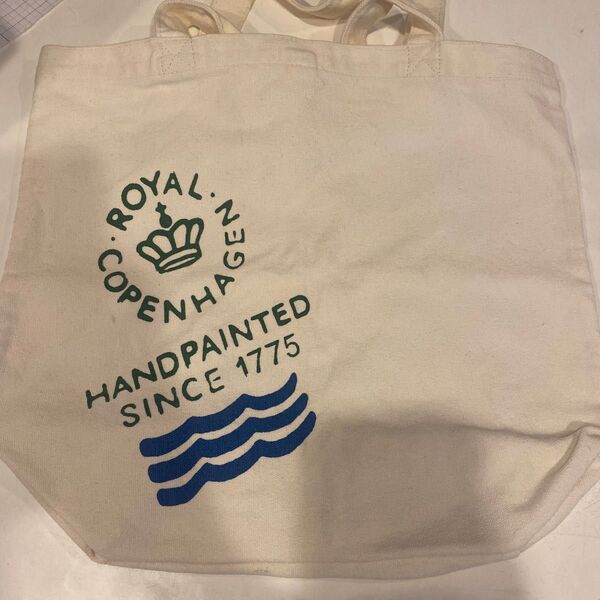 · ROYAL ·
COPENHAGEN
HANDPAINTED
SINCE 1775